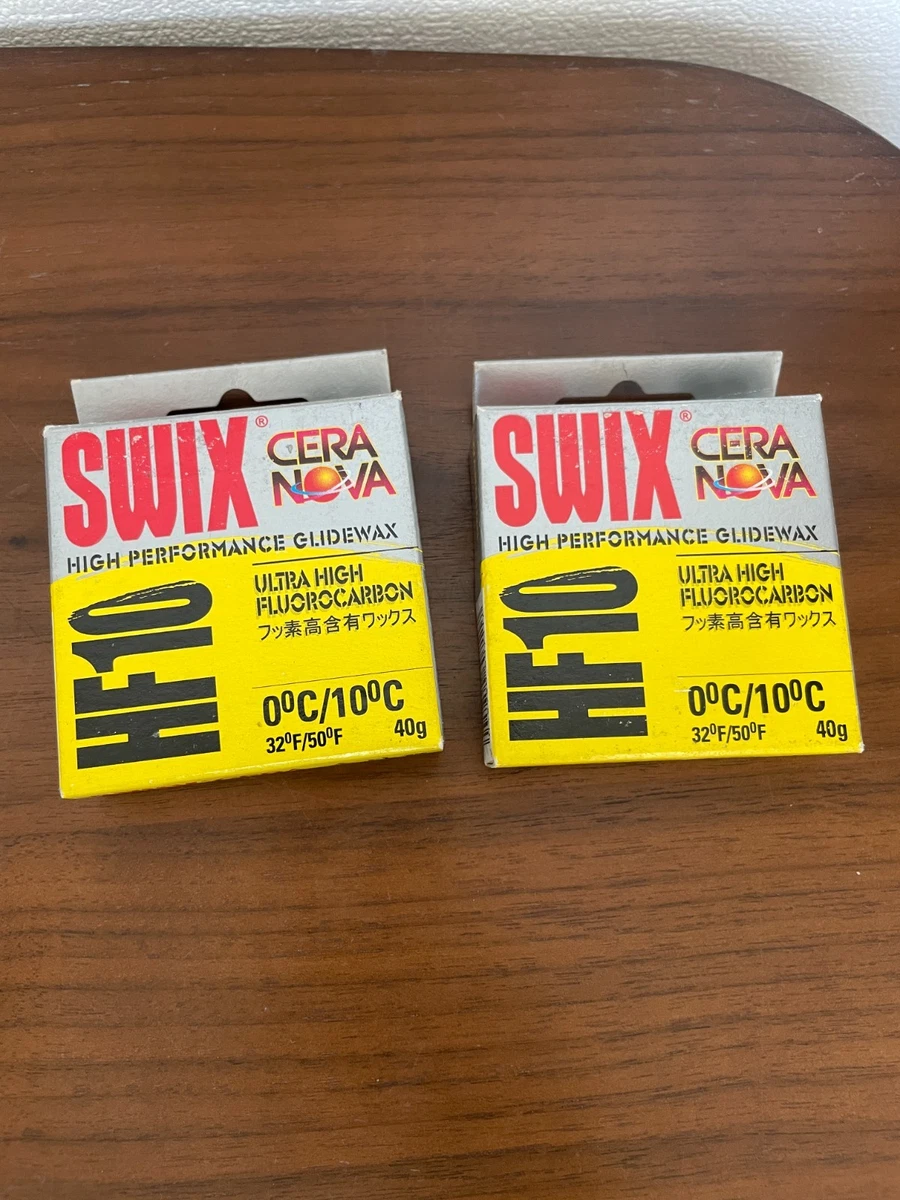 SWIX®
CERA
NOVA
HIGH PERFORMANCE GLIDEWAX
HF10
ULTRA HIGH
FLUOROCARBON
フッ素高含有ワックス
0⁰C/10⁰C
32⁰F/50⁰F
40g
SWIX®
CERA
NOVA
HIGH PERFORMANCE GLIDEWAX
HF10
ULTRA HIGH
FLUOROCARBON
フッ素高含有ワックス
0⁰C/10⁰C
32⁰F/50⁰F
40g